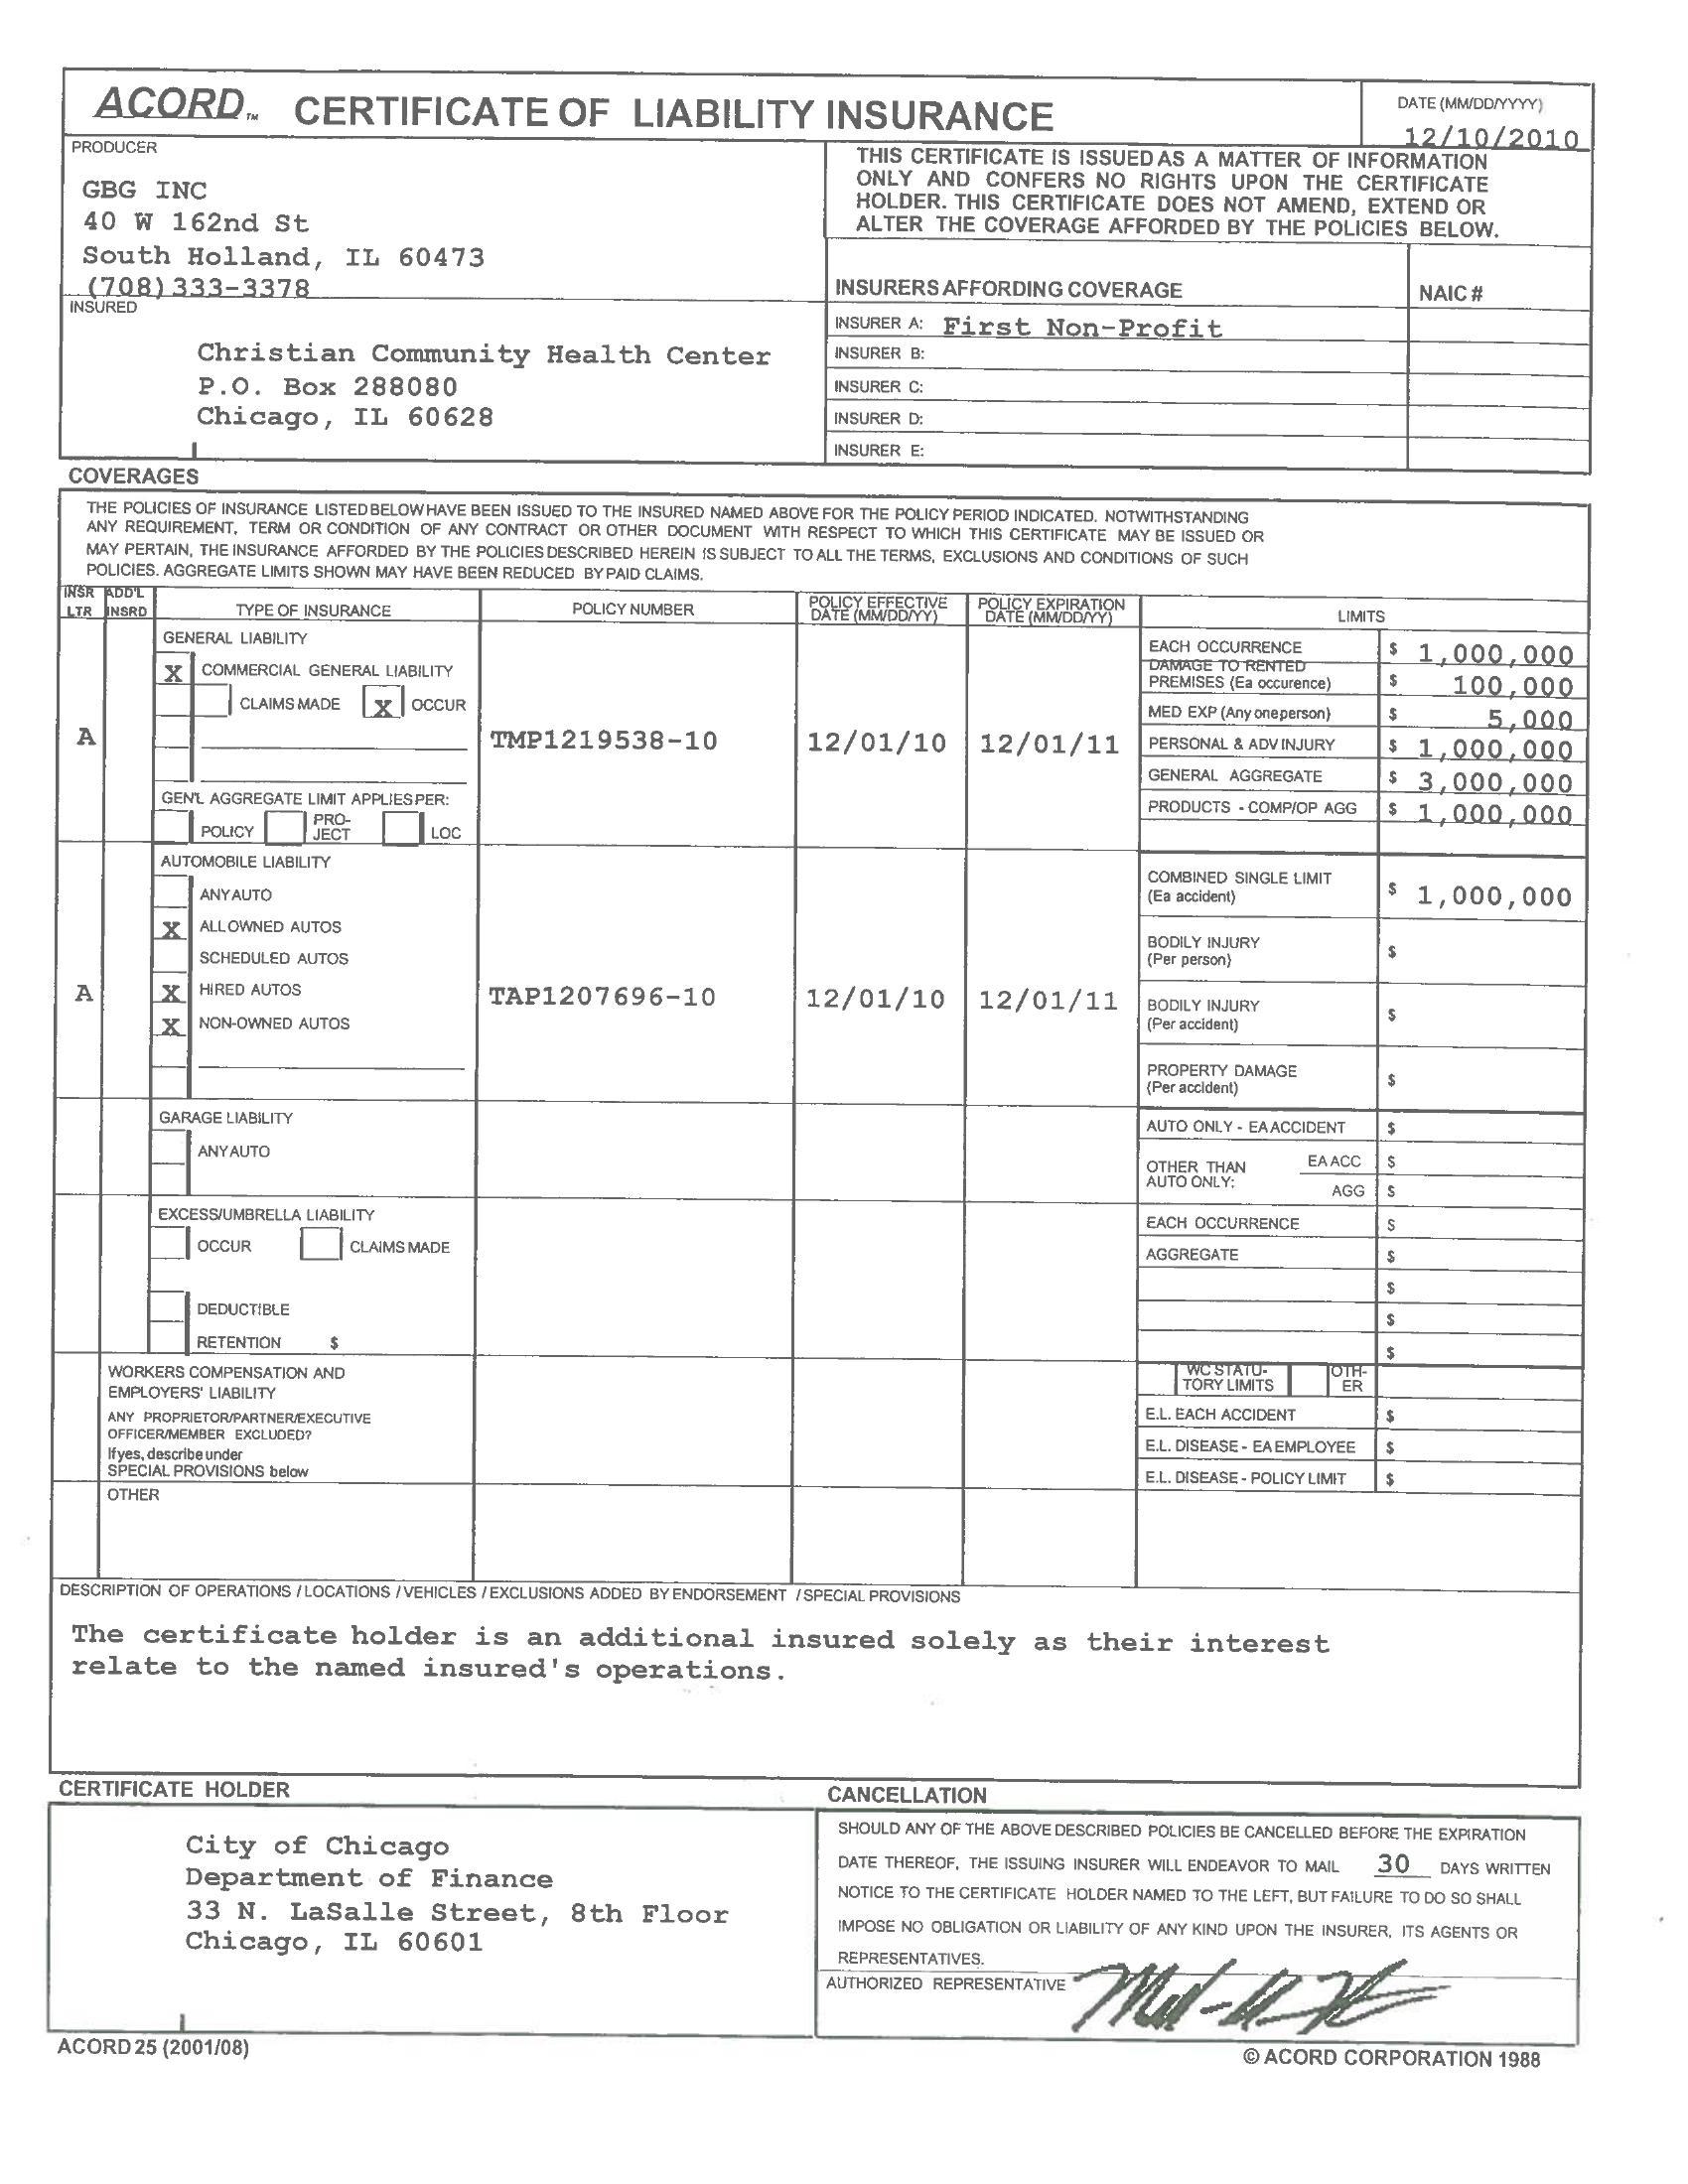 ACORD™ CERTIFICATE OF LIABILITY INSURANCE
DATE (MM/DD/YYYY)
12/10/2010
PRODUCER
GBG INC
40 W 162nd St
South Holland, IL 60473
(708)333-3378
THIS CERTIFICATE IS ISSUED AS A MATTER OF INFORMATION
ONLY AND CONFERS NO RIGHTS UPON THE CERTIFICATE
HOLDER. THIS CERTIFICATE DOES NOT AMEND, EXTEND OR
ALTER THE COVERAGE AFFORDED BY THE POLICIES BELOW.
INSURERS AFFORDING COVERAGE
NAIC #
INSURED
Christian Community Health Center
P.O. Box 288080
Chicago, IL 60628
INSURER A: First Non-Profit
INSURER B:
INSURER C:
INSURER D:
INSURER E:
COVERAGES
THE POLICIES OF INSURANCE LISTED BELOW HAVE BEEN ISSUED TO THE INSURED NAMED ABOVE FOR THE POLICY PERIOD INDICATED. NOTWITHSTANDING
ANY REQUIREMENT, TERM OR CONDITION OF ANY CONTRACT OR OTHER DOCUMENT WITH RESPECT TO WHICH THIS CERTIFICATE MAY BE ISSUED OR
MAY PERTAIN, THE INSURANCE AFFORDED BY THE POLICIES DESCRIBED HEREIN IS SUBJECT TO ALL THE TERMS, EXCLUSIONS AND CONDITIONS OF SUCH
POLICIES. AGGREGATE LIMITS SHOWN MAY HAVE BEEN REDUCED BY PAID CLAIMS.
INSR LTR
ADD'L INSRD
TYPE OF INSURANCE
POLICY NUMBER
POLICY EFFECTIVE DATE (MM/DD/YY)
POLICY EXPIRATION DATE (MM/DD/YY)
LIMITS
A
GENERAL LIABILITY
X COMMERCIAL GENERAL LIABILITY
CLAIMS MADE X OCCUR
GEN'L AGGREGATE LIMIT APPLIES PER:
POLICY PRO-JECT LOC
TMP1219538-10
12/01/10
12/01/11
EACH OCCURRENCE $ 1,000,000
DAMAGE TO RENTED
PREMISES (Ea occurence) $ 100,000
MED EXP (Any one person) $ 5,000
PERSONAL & ADV INJURY $ 1,000,000
GENERAL AGGREGATE $ 3,000,000
PRODUCTS - COMP/OP AGG $ 1,000,000
A
AUTOMOBILE LIABILITY
ANY AUTO
X ALL OWNED AUTOS
SCHEDULED AUTOS
X HIRED AUTOS
X NON-OWNED AUTOS
TAP1207696-10
12/01/10
12/01/11
COMBINED SINGLE LIMIT
(Ea accident) $ 1,000,000
BODILY INJURY
(Per person) $
BODILY INJURY
(Per accident) $
PROPERTY DAMAGE
(Per accident) $
GARAGE LIABILITY
ANY AUTO
AUTO ONLY - EA ACCIDENT $
OTHER THAN
AUTO ONLY:
EA ACC $
AGG $
EXCESS/UMBRELLA LIABILITY
OCCUR CLAIMS MADE
DEDUCTIBLE
RETENTION $
EACH OCCURRENCE $
AGGREGATE $
$
$
$
WORKERS COMPENSATION AND
EMPLOYERS' LIABILITY
ANY PROPRIETOR/PARTNER/EXECUTIVE
OFFICER/MEMBER EXCLUDED?
If yes, describe under
SPECIAL PROVISIONS below
WC STATU-
TORY LIMITS
OTH-
ER
E.L. EACH ACCIDENT $
E.L. DISEASE - EA EMPLOYEE $
E.L. DISEASE - POLICY LIMIT $
OTHER
DESCRIPTION OF OPERATIONS / LOCATIONS / VEHICLES / EXCLUSIONS ADDED BY ENDORSEMENT / SPECIAL PROVISIONS
The certificate holder is an additional insured solely as their interest
relate to the named insured's operations.
CERTIFICATE HOLDER
City of Chicago
Department of Finance
33 N. LaSalle Street, 8th Floor
Chicago, IL 60601
CANCELLATION
SHOULD ANY OF THE ABOVE DESCRIBED POLICIES BE CANCELLED BEFORE THE EXPIRATION
DATE THEREOF, THE ISSUING INSURER WILL ENDEAVOR TO MAIL 30 DAYS WRITTEN
NOTICE TO THE CERTIFICATE HOLDER NAMED TO THE LEFT, BUT FAILURE TO DO SO SHALL
IMPOSE NO OBLIGATION OR LIABILITY OF ANY KIND UPON THE INSURER, ITS AGENTS OR
REPRESENTATIVES.
AUTHORIZED REPRESENTATIVE
ACORD 25 (2001/08)
© ACORD CORPORATION 1988